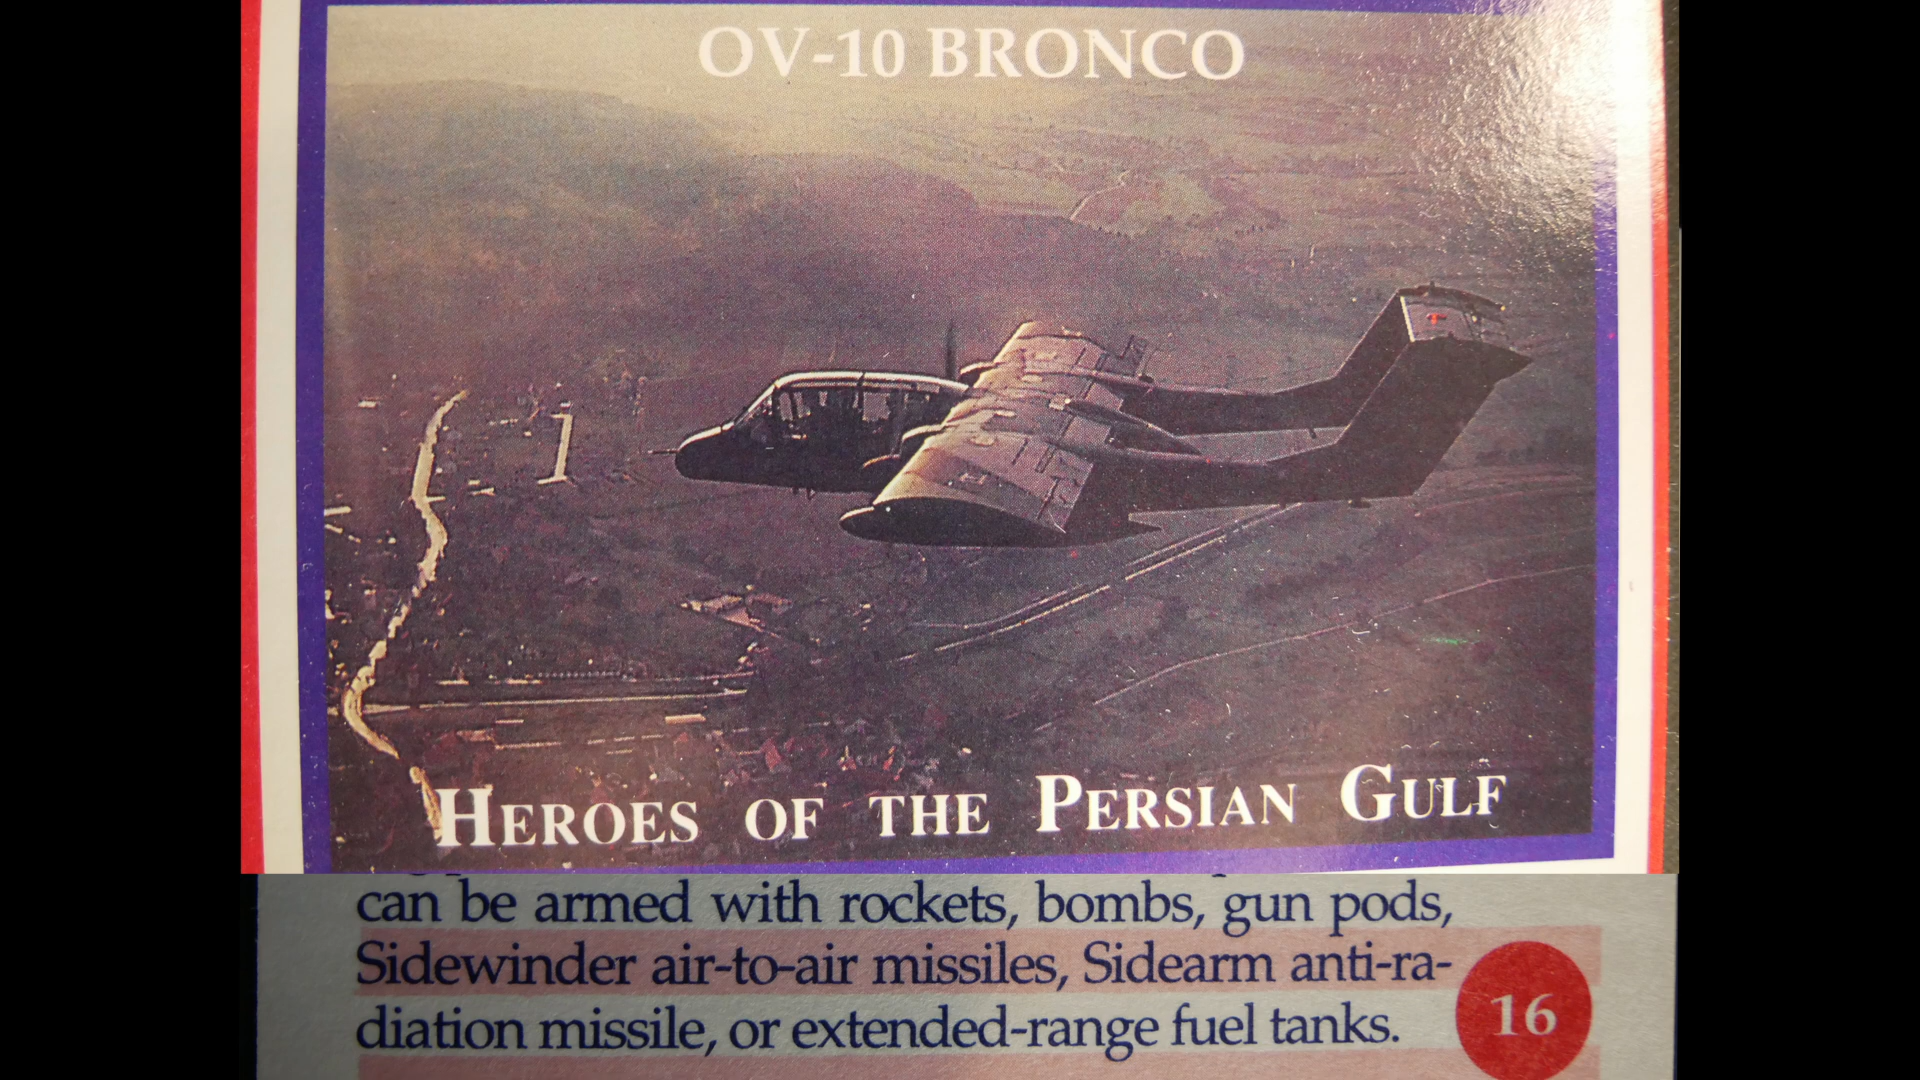 OV-10 BRONCO
HEROES OF THE PERSIAN GULF
can be armed with rockets, bombs, gun pods,
Sidewinder air-to-air missiles, Sidearm anti-ra-
diation missile, or extended-range fuel tanks.
16